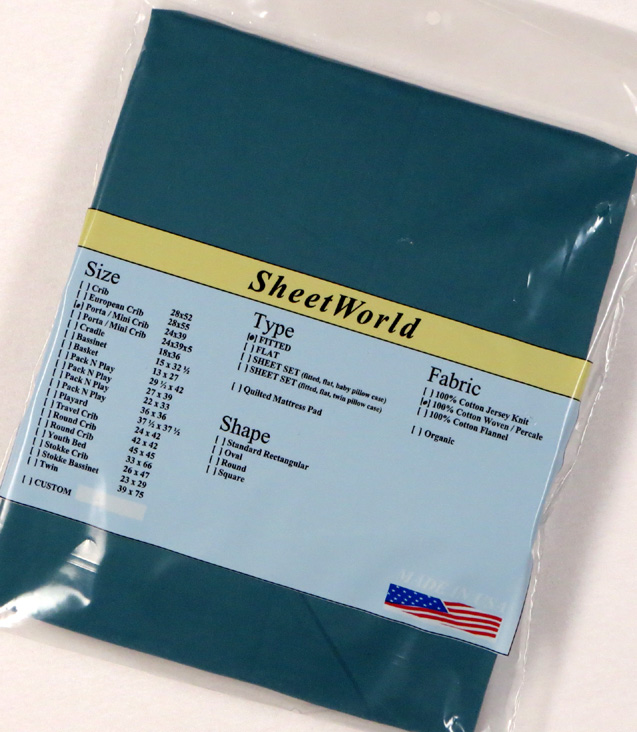 SheetWorld
Size
[ ] Crib 28x52
[ ] European Crib 28x55
[●] Porta / Mini Crib 24x39
[ ] Porta / Mini Crib 24x39x5
[ ] Cradle 18x36
[ ] Bassinet 15 x 32 ½
[ ] Basket 13 x 27
[ ] Pack N Play 29 ½ x 42
[ ] Pack N Play 27 x 39
[ ] Pack N Play 22 x 33
[ ] Pack N Play 36 x 36
[ ] Playard 37 ½ x 37 ½
[ ] Travel Crib 24 x 42
[ ] Round Crib 42 x 42
[ ] Round Crib 45 x 45
[ ] Youth Bed 33 x 66
[ ] Stokke Crib 26 x 47
[ ] Stokke Bassinet 23 x 29
[ ] Twin 39 x 75
[ ] CUSTOM
Type
[●] FITTED
[ ] FLAT
[ ] SHEET SET (fitted, flat, baby pillow case)
[ ] SHEET SET (fitted, flat, twin pillow case)
[ ] Quilted Mattress Pad
Shape
[ ] Standard Rectangular
[ ] Oval
[ ] Round
[ ] Square
Fabric
[ ] 100% Cotton Jersey Knit
[●] 100% Cotton Woven / Percale
[ ] 100% Cotton Flannel
[ ] Organic
MADE IN USA